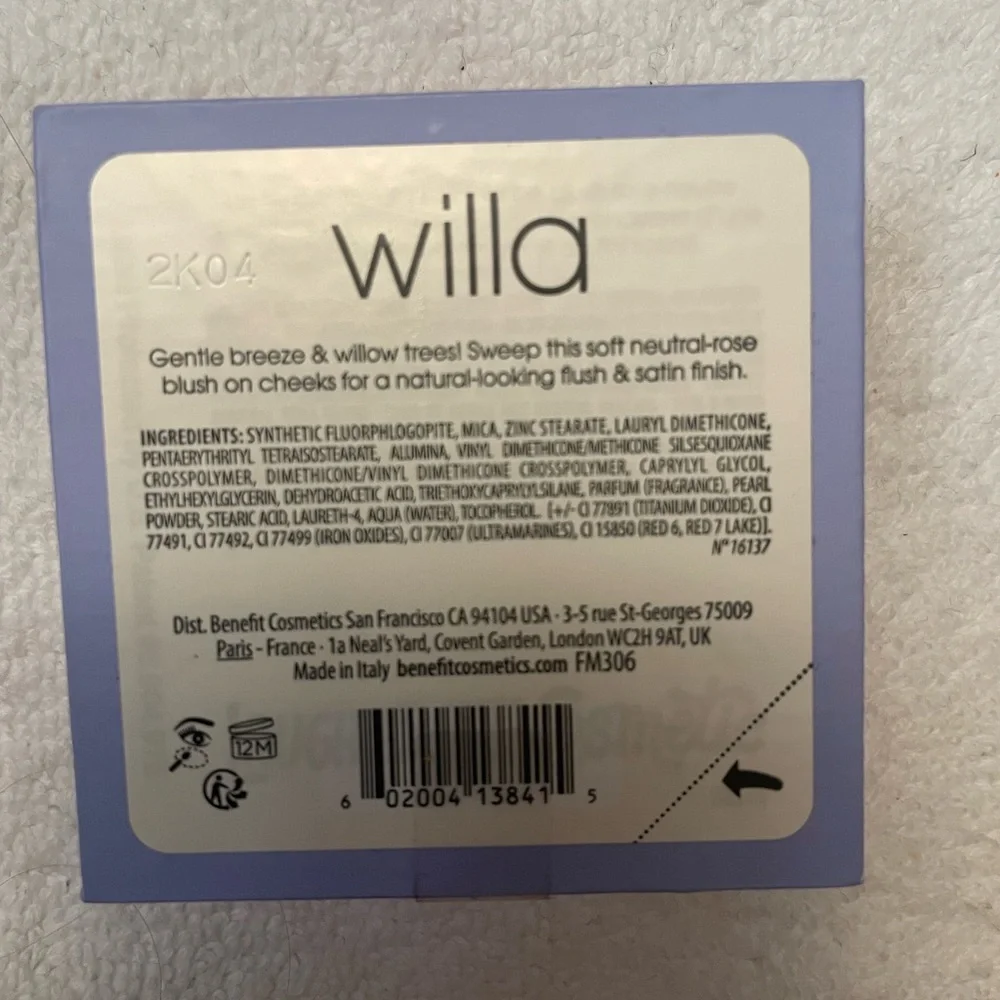 willa
2K04
Gentle breeze & willow trees! Sweep this soft neutral-rose
blush on cheeks for a natural-looking flush & satin finish.
INGREDIENTS: SYNTHETIC FLUORPHLOGOPITE, MICA, ZINC STEARATE, LAURYL DIMETHICONE,
PENTAERYTHRITYL TETRAISOSTEARATE, ALUMINA, VINYL DIMETHICONE/METHICONE SILSESQUIOXANE
CROSSPOLYMER, DIMETHICONE/VINYL DIMETHICONE CROSSPOLYMER, CAPRYLYL GLYCOL,
ETHYLHEXYLGLYCERIN, DEHYDROACETIC ACID, TRIETHOXYCAPRYLYLSILANE, PARFUM (FRAGRANCE), PEARL
POWDER, STEARIC ACID, LAURETH-4, AQUA (WATER), TOCOPHEROL. [+/- CI 77891 (TITANIUM DIOXIDE), CI
77491, CI 77492, CI 77499 (IRON OXIDES), CI 77007 (ULTRAMARINES), CI 15850 (RED 6, RED 7 LAKE)].
N° 16137
Dist. Benefit Cosmetics San Francisco CA 94104 USA · 3-5 rue St-Georges 75009
Paris - France · 1a Neal's Yard, Covent Garden, London WC2H 9AT, UK
Made in Italy benefitcosmetics.com FM306
12M
6 02004 13841 5